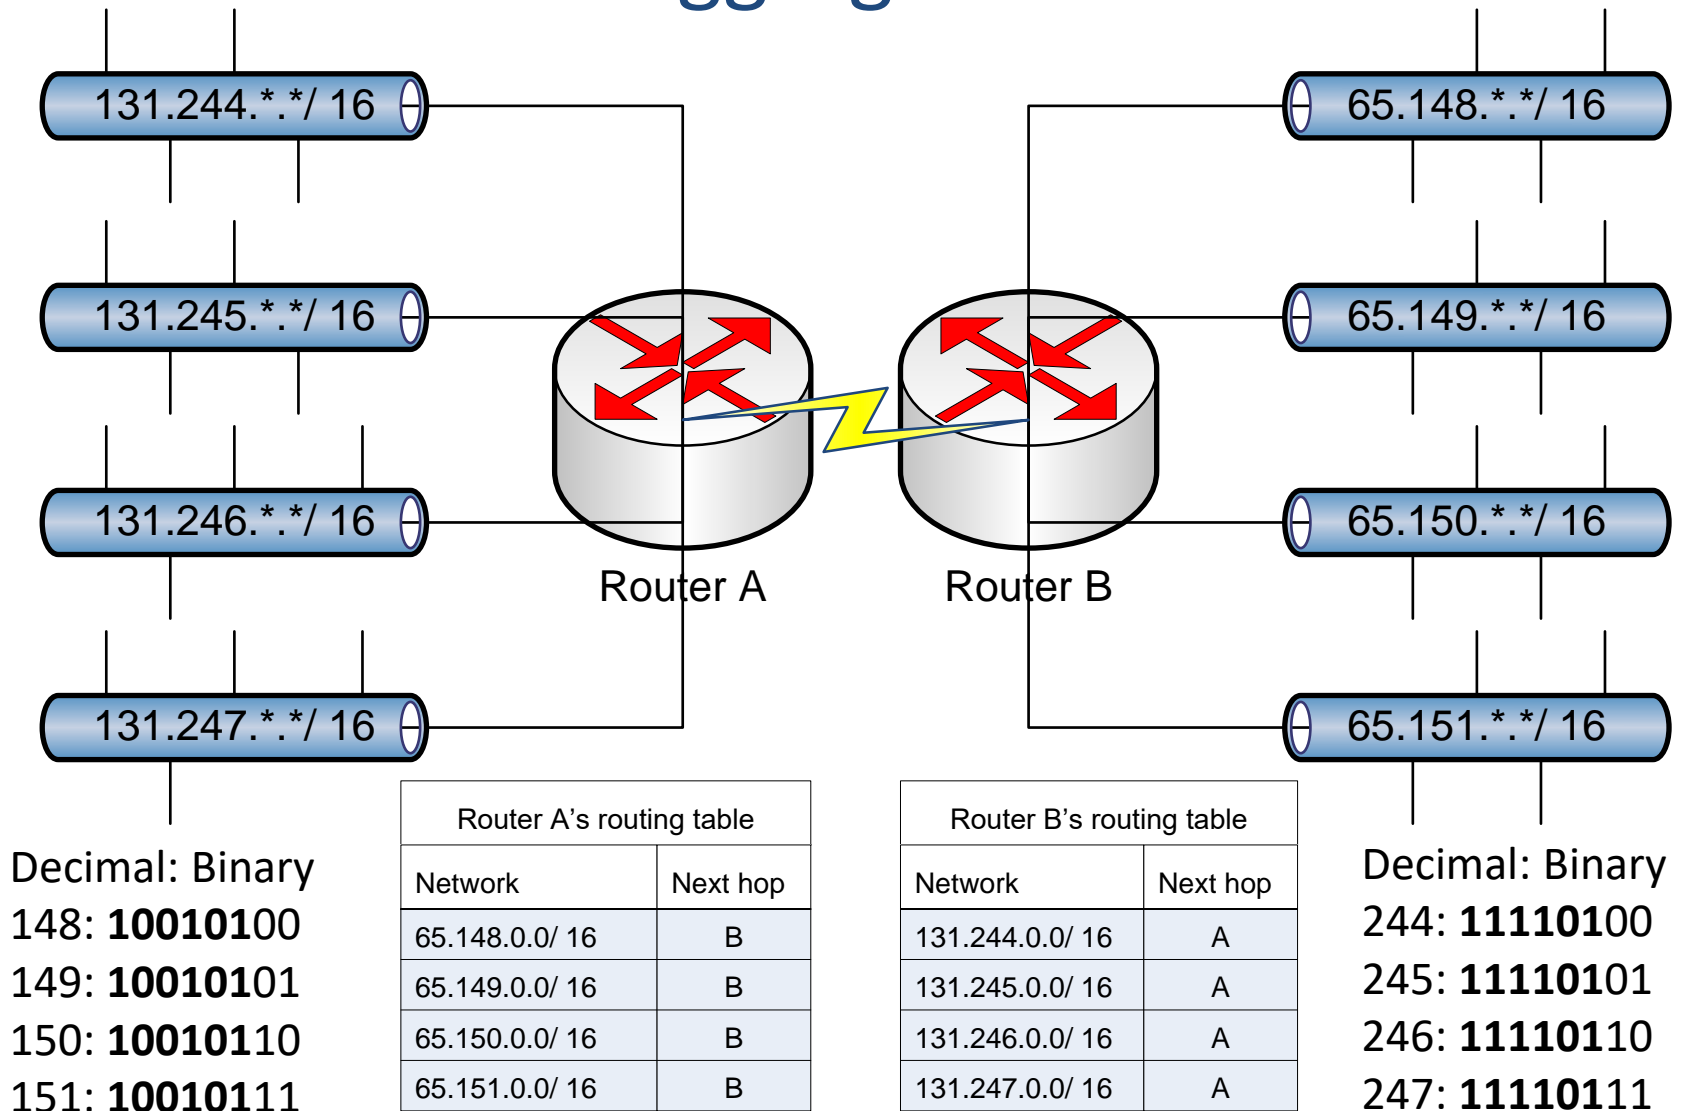 131.244.*.*/ 16
65.148.*.*/ 16
131.245.*.*/ 16
65.149.*.*/ 16
131.246.*.*/ 16
65.150.*.*/ 16
Router A
Router B
131.247.*.*/ 16
65.151.*.*/ 16
Decimal: Binary
148: 10010100
149: 10010101
150: 10010110
151: 10010111
Router A’s routing table
Network Next hop
65.148.0.0/ 16 B
65.149.0.0/ 16 B
65.150.0.0/ 16 B
65.151.0.0/ 16 B
Router B’s routing table
Network Next hop
131.244.0.0/ 16 A
131.245.0.0/ 16 A
131.246.0.0/ 16 A
131.247.0.0/ 16 A
Decimal: Binary
244: 11110100
245: 11110101
246: 11110110
247: 11110111